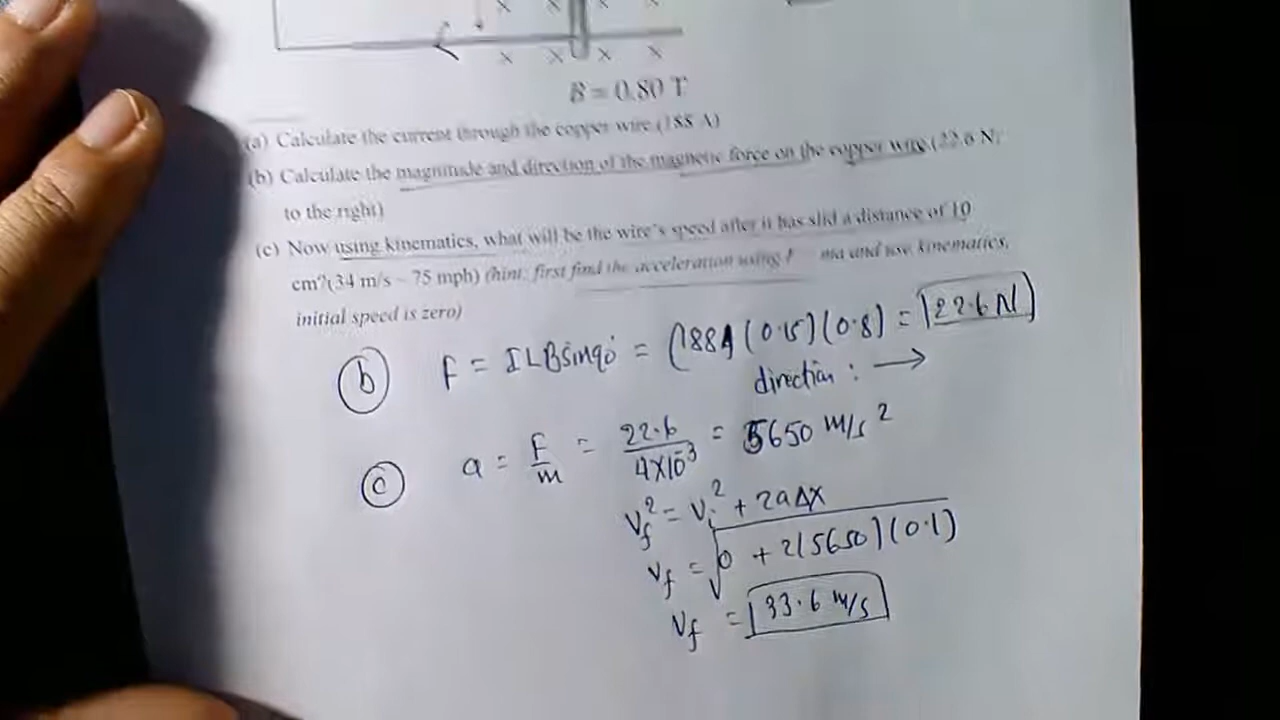 × × × ×
× × × ×
B = 0.80 T
(a) Calculate the current through the copper wire.(188 A)
(b) Calculate the magnitude and direction of the magnetic force on the copper wire.(22.6 N,
to the right)
(c) Now using kinematics, what will be the wire's speed after it has slid a distance of 10
cm?(34 m/s ~ 75 mph) (hint: first find the acceleration using F ma and use kinematics,
initial speed is zero)
(b) F = ILBsin90° = (188A)(0.15)(0.8) = 22.6 N
direction : →
(c) a = F/m = 22.6/4×10⁻³ = 5650 m/s²
Vf² = Vi² + 2aΔx
Vf = √0 + 2(5650)(0.1)
Vf = 33.6 m/s